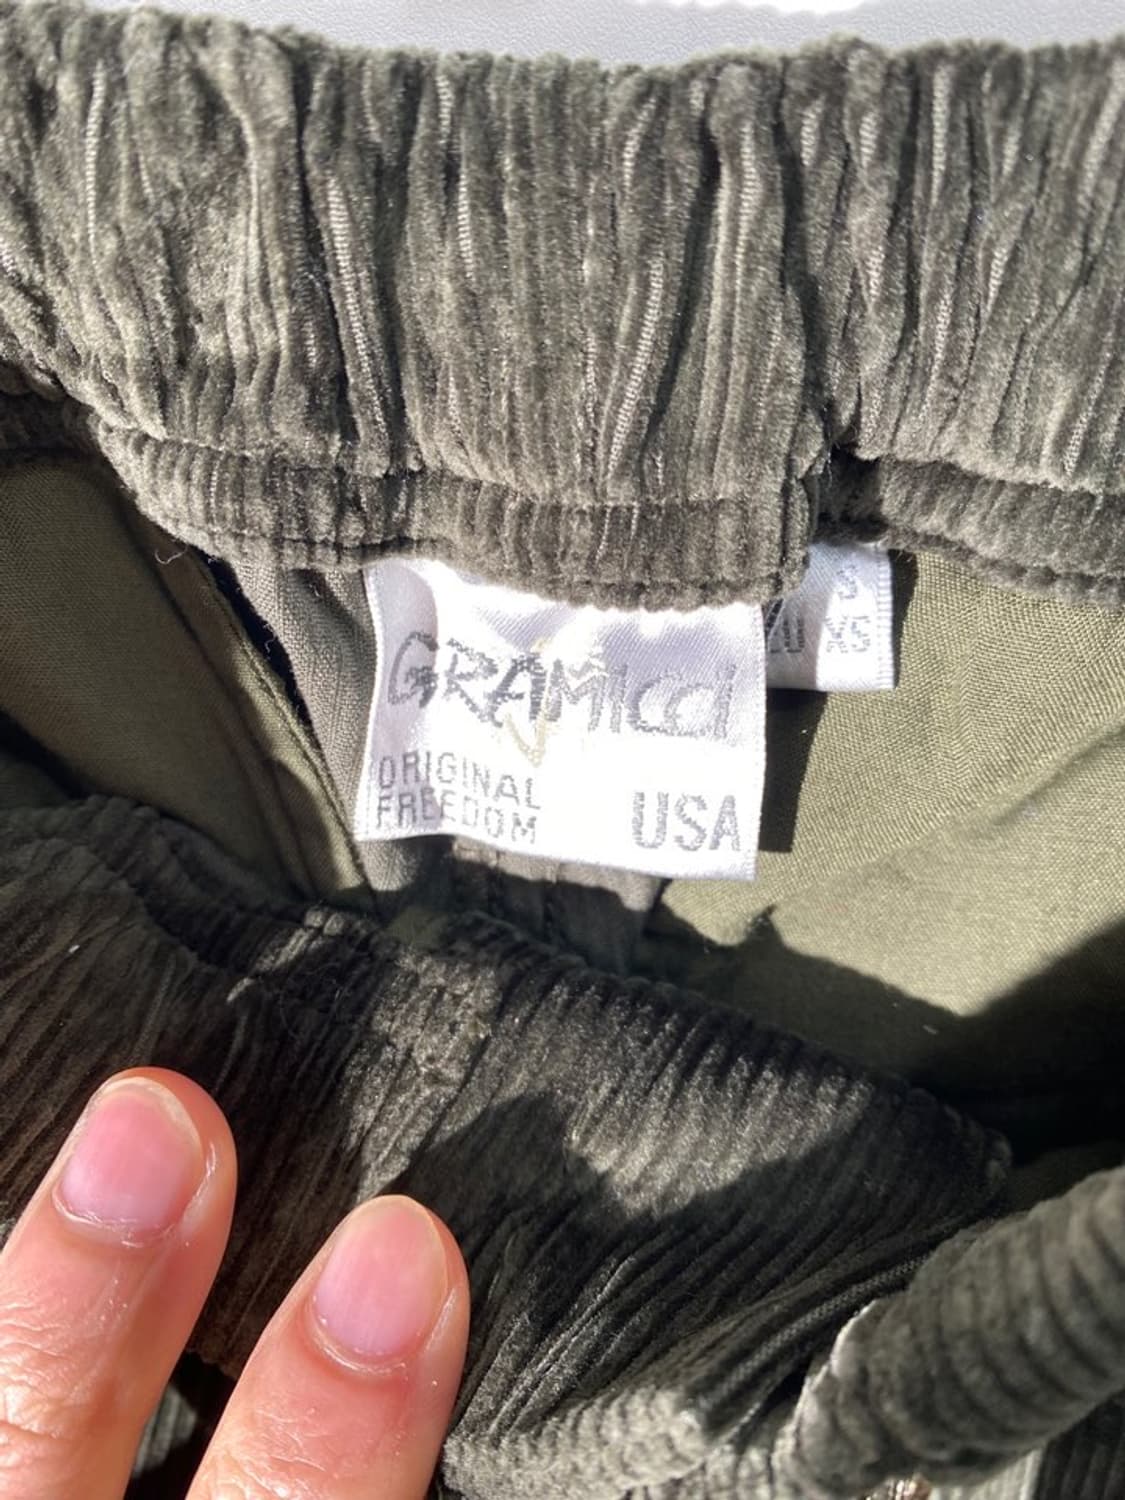 GRAMicci
ORIGINAL
FREEDOM
USA
S
XS